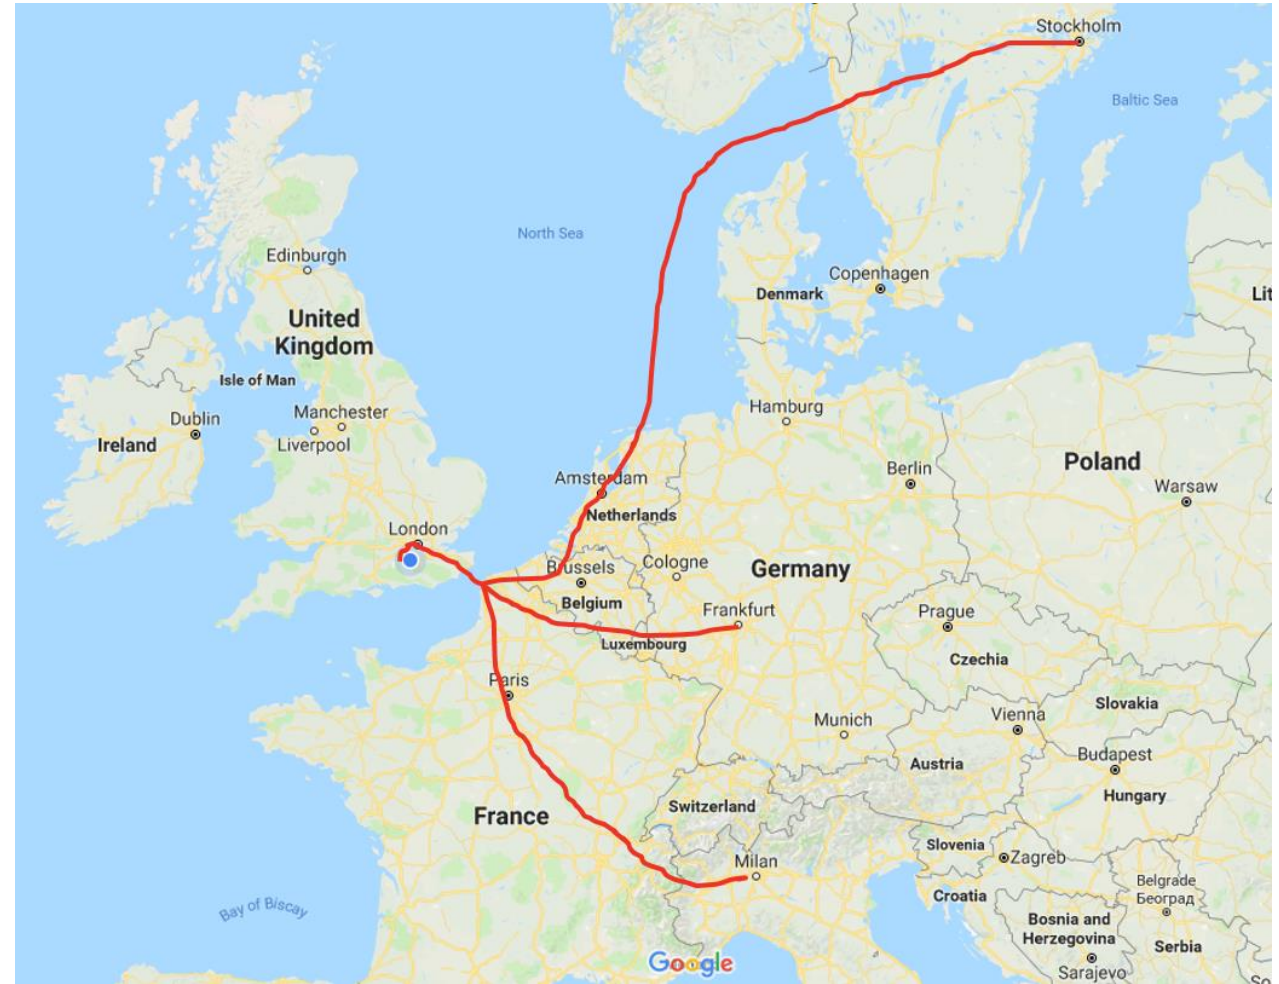 Stockholm
Baltic Sea
North Sea
Edinburgh
Copenhagen
Denmark
Lit
United
Kingdom
Isle of Man
Hamburg
Dublin
Manchester
Liverpool
Ireland
Berlin
Poland
Warsaw
Amsterdam
Netherlands
London
Brussels
Cologne
Germany
Belgium
Frankfurt
Prague
Luxembourg
Czechia
Paris
Slovakia
Munich
Vienna
Austria
Budapest
Hungary
France
Switzerland
Slovenia
Zagreb
Milan
Belgrade
Београд
Croatia
Bay of Biscay
Bosnia and
Herzegovina
Serbia
Google
Sarajevo
So